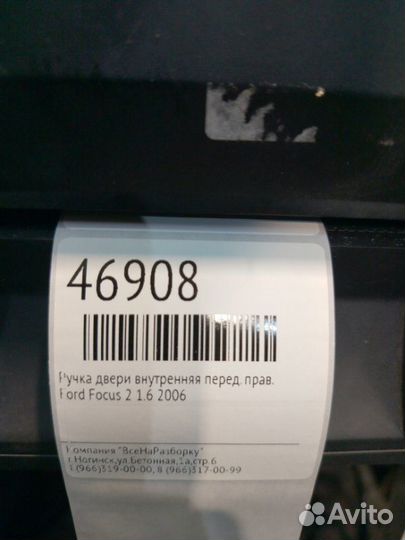 46908
Ручка двери внутренняя перед. прав.
Ford Focus 2 1.6 2006
Компания "ВсеНаРазборку"
г.Ногинск,ул.Бетонная,1а,стр.6
8 (966)319-00-00, 8 (966)317-00-99
Avito